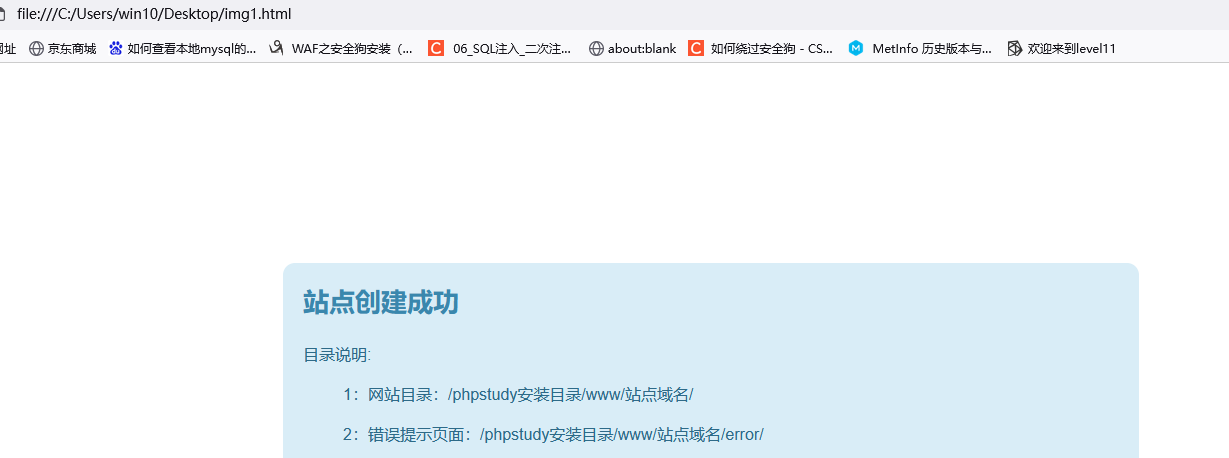 file:///C:/Users/win10/Desktop/img1.html
网址 京东商城 如何查看本地mysql的... WAF之安全狗安装（... 06_SQL注入_二次注... about:blank 如何绕过安全狗 - CS... MetInfo 历史版本与... 欢迎来到level11
站点创建成功
目录说明:
1：网站目录：/phpstudy安装目录/www/站点域名/
2：错误提示页面：/phpstudy安装目录/www/站点域名/error/